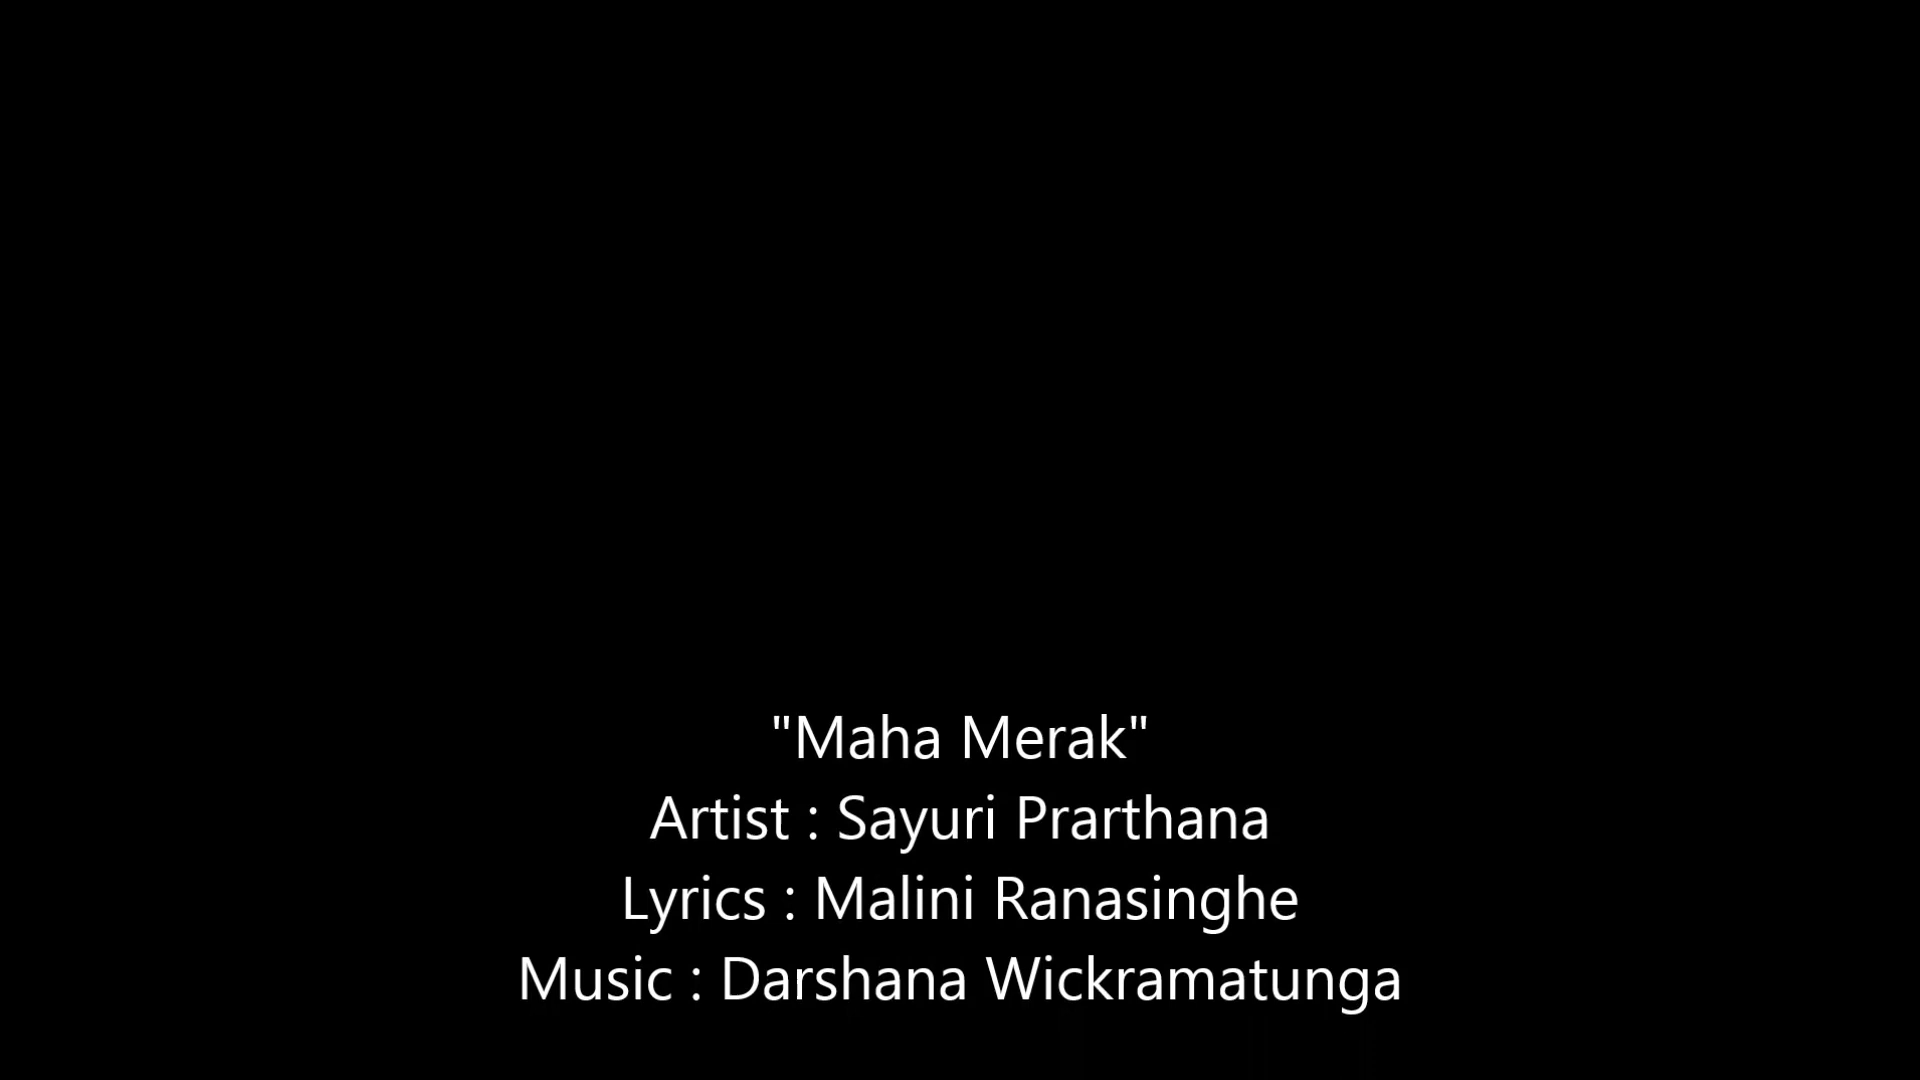 "Maha Merak"
Artist : Sayuri Prarthana
Lyrics : Malini Ranasinghe
Music : Darshana Wickramatunga